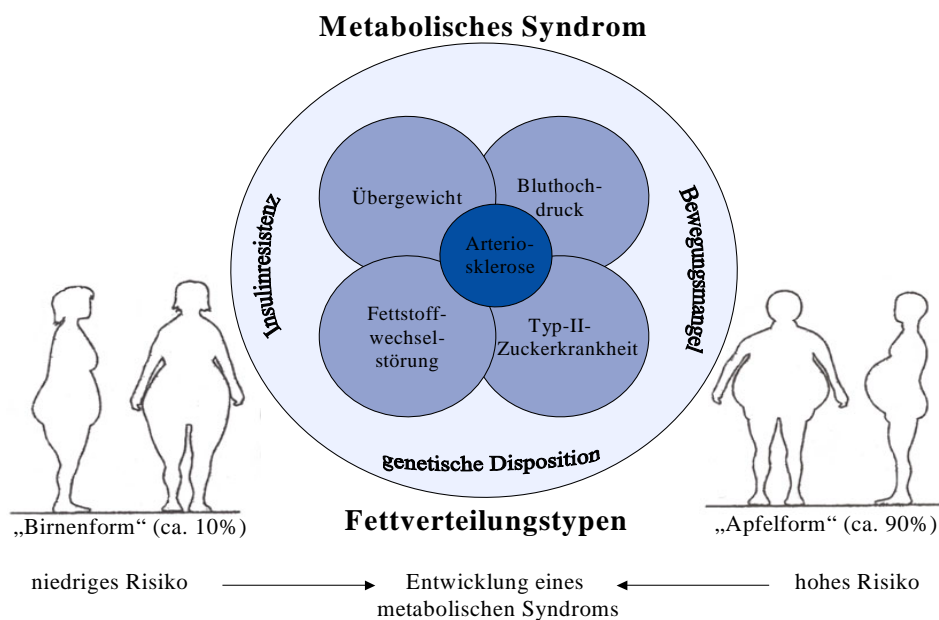 Metabolisches Syndrom
Übergewicht
Bluthoch-
druck
Arterio-
sklerose
Fettstoff-
wechsel-
störung
Typ-II-
Zuckerkrankheit
Insulinresistenz
Bewegungsmangel
genetische Disposition
„Birnenform“ (ca. 10%)
Fettverteilungstypen
„Apfelform“ (ca. 90%)
niedriges Risiko
Entwicklung eines
metabolischen Syndroms
hohes Risiko